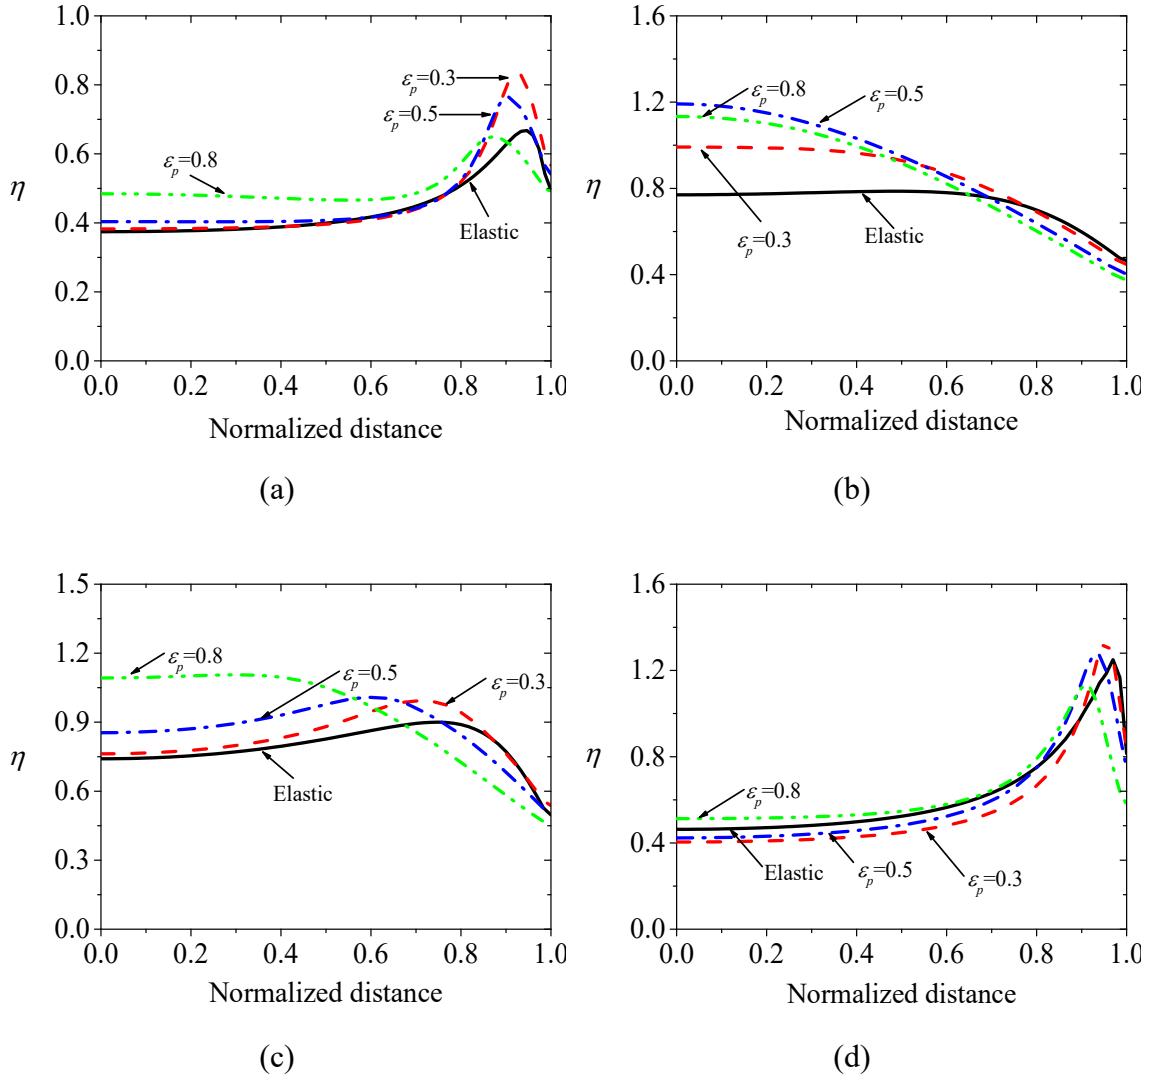 1.0
0.8
0.6
0.4
0.2
0.0
η
εp=0.3
εp=0.5
εp=0.8
Elastic
0.0 0.2 0.4 0.6 0.8 1.0
Normalized distance
(a)
1.6
1.2
0.8
0.4
0.0
η
εp=0.8
εp=0.5
εp=0.3
Elastic
0.0 0.2 0.4 0.6 0.8 1.0
Normalized distance
(b)
1.5
1.2
0.9
0.6
0.3
0.0
η
εp=0.8
εp=0.5
εp=0.3
Elastic
0.0 0.2 0.4 0.6 0.8 1.0
Normalized distance
(c)
1.6
1.2
0.8
0.4
0.0
η
εp=0.8
Elastic
εp=0.5
εp=0.3
0.0 0.2 0.4 0.6 0.8 1.0
Normalized distance
(d)